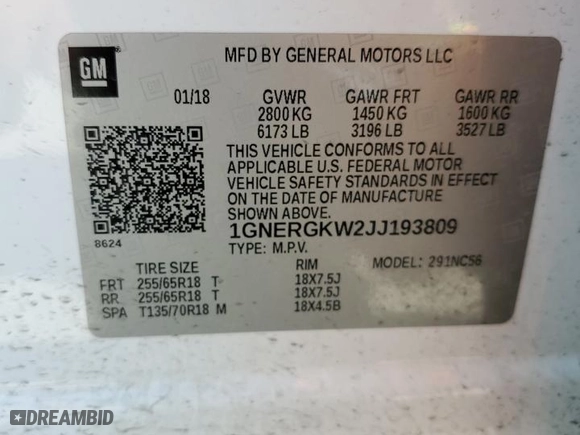 GM
MFD BY GENERAL MOTORS LLC
01/18 GVWR GAWR FRT GAWR RR
2800 KG 1450 KG 1600 KG
6173 LB 3196 LB 3527 LB
THIS VEHICLE CONFORMS TO ALL
APPLICABLE U.S. FEDERAL MOTOR
VEHICLE SAFETY STANDARDS IN EFFECT
ON THE DATE OF MANUFACTURE
SHOWN ABOVE.
1GNERGKW2JJ193809
8624
TYPE: M.P.V. MODEL: 291NC56
TIRE SIZE RIM
FRT 255/65R18 T 18X7.5J
RR 255/65R18 T 18X7.5J
SPA T135/70R18 M 18X4.5B
DREAMBID